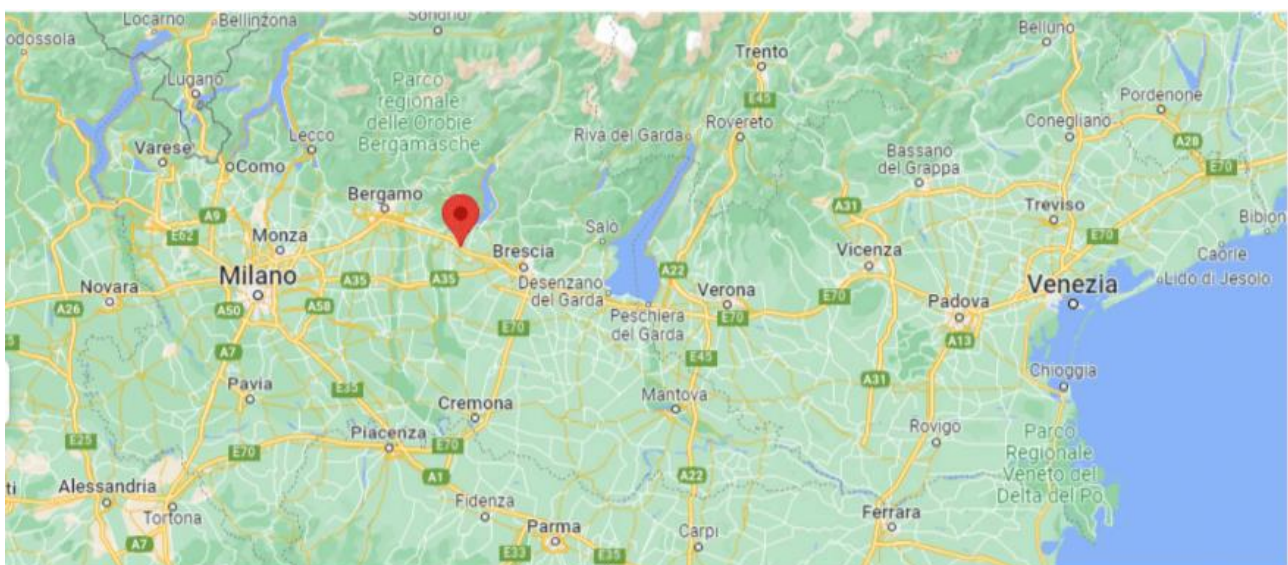 Locarno
Bellinzona
Sondrio
Belluno
odossola
Trento
Lugano
Parco
regionale
delle Orobie
Bergamasche
E45
Pordenone
Lecco
Riva del Garda
Rovereto
Conegliano
Varese
Como
Bassano
del Grappa
A28
E70
Bergamo
A9
E62
Monza
Salò
A31
Treviso
E70
Bibion
Brescia
Vicenza
Caorle
Milano
A35
A35
Desenzano
del Garda
A22
Venezia
Lido di Jesolo
Novara
A26
A50
A58
Peschiera
del Garda
Verona
E70
E70
Padova
A13
E70
A7
E45
Pavia
E35
A31
Chioggia
Mantova
Cremona
Piacenza
E70
Rovigo
Parco
Regionale
Veneto del
Delta del Po
E25
E70
A1
A22
ti
Alessandria
Tortona
Fidenza
Ferrara
Parma
Carpi
A7
E33
E35